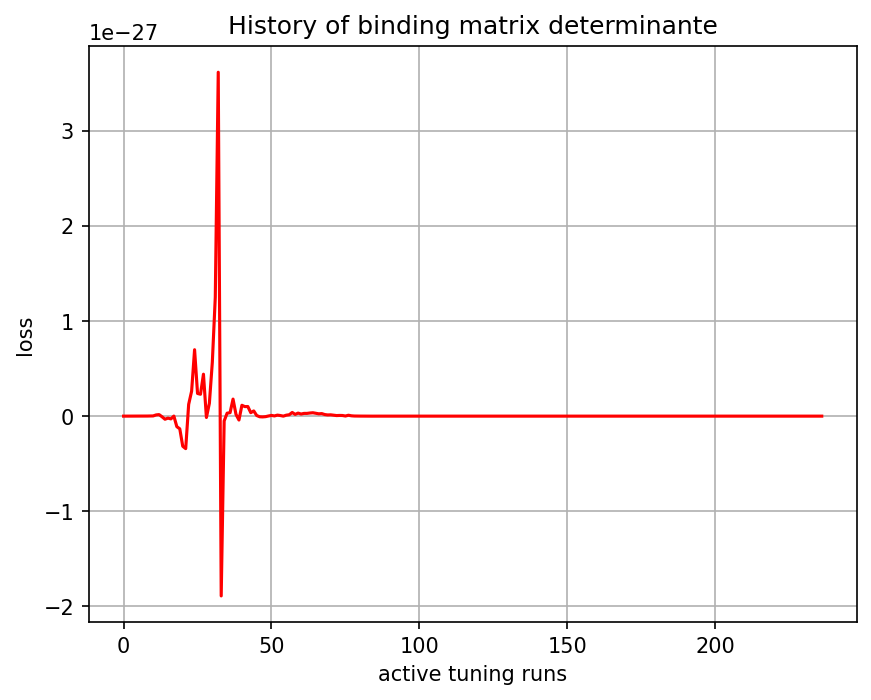 History of binding matrix determinante
1e−27
3
2
1
0
−1
−2
loss
0
50
100
150
200
active tuning runs